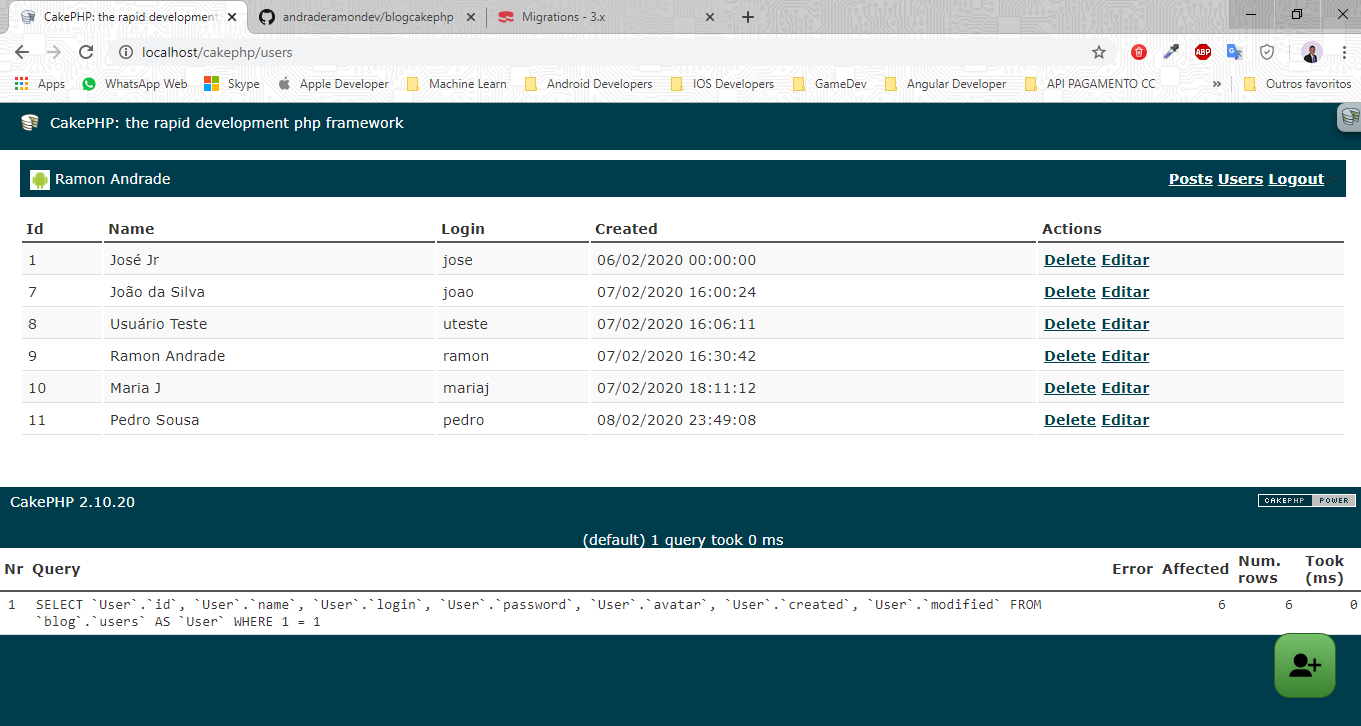 CakePHP: the rapid development andraderamondev/blogcakephp Migrations - 3.x
localhost/cakephp/users ABP
Apps WhatsApp Web Skype Apple Developer Machine Learn Android Developers IOS Developers GameDev Angular Developer API PAGAMENTO CC » Outros favoritos
CakePHP: the rapid development php framework
Ramon Andrade Posts Users Logout
Id Name Login Created Actions
1 José Jr jose 06/02/2020 00:00:00 Delete Editar
7 João da Silva joao 07/02/2020 16:00:24 Delete Editar
8 Usuário Teste uteste 07/02/2020 16:06:11 Delete Editar
9 Ramon Andrade ramon 07/02/2020 16:30:42 Delete Editar
10 Maria J mariaj 07/02/2020 18:11:12 Delete Editar
11 Pedro Sousa pedro 08/02/2020 23:49:08 Delete Editar
CakePHP 2.10.20 CAKEPHP POWER
(default) 1 query took 0 ms
Nr Query Error Affected Num. rows Took (ms)
1 SELECT `User`.`id`, `User`.`name`, `User`.`login`, `User`.`password`, `User`.`avatar`, `User`.`created`, `User`.`modified` FROM 6 6 0
`blog`.`users` AS `User` WHERE 1 = 1